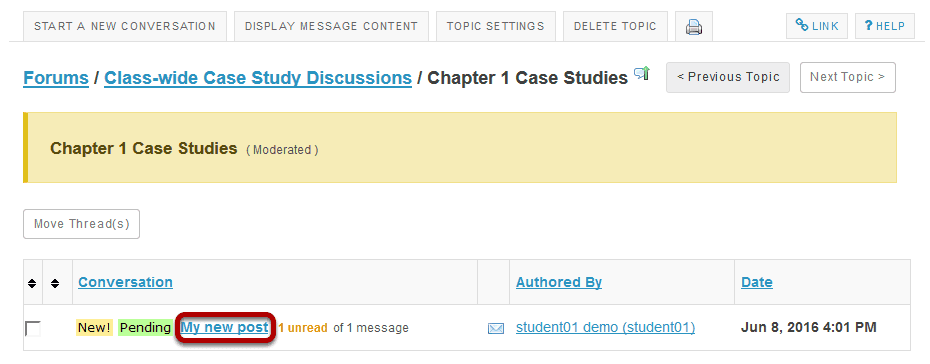 START A NEW CONVERSATION DISPLAY MESSAGE CONTENT TOPIC SETTINGS DELETE TOPIC LINK ? HELP
Forums / Class-wide Case Study Discussions / Chapter 1 Case Studies < Previous Topic Next Topic >
Chapter 1 Case Studies ( Moderated )
Move Thread(s)
Conversation Authored By Date
New! Pending My new post 1 unread of 1 message student01 demo (student01) Jun 8, 2016 4:01 PM